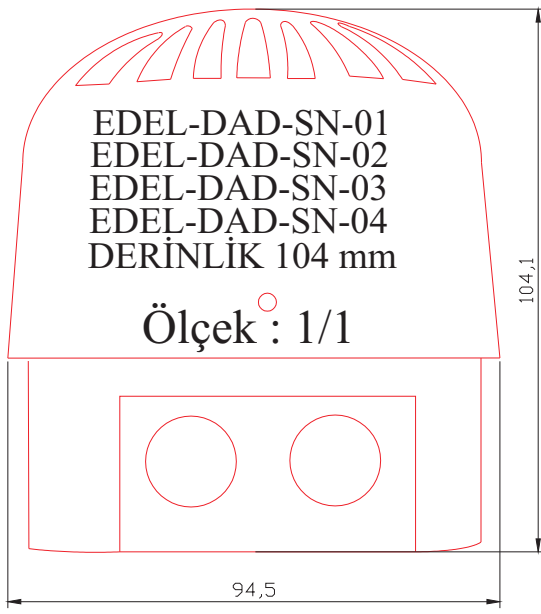 EDEL-DAD-SN-01
EDEL-DAD-SN-02
EDEL-DAD-SN-03
EDEL-DAD-SN-04
DERİNLİK 104 mm
Ölçek : 1/1
104,1
94,5